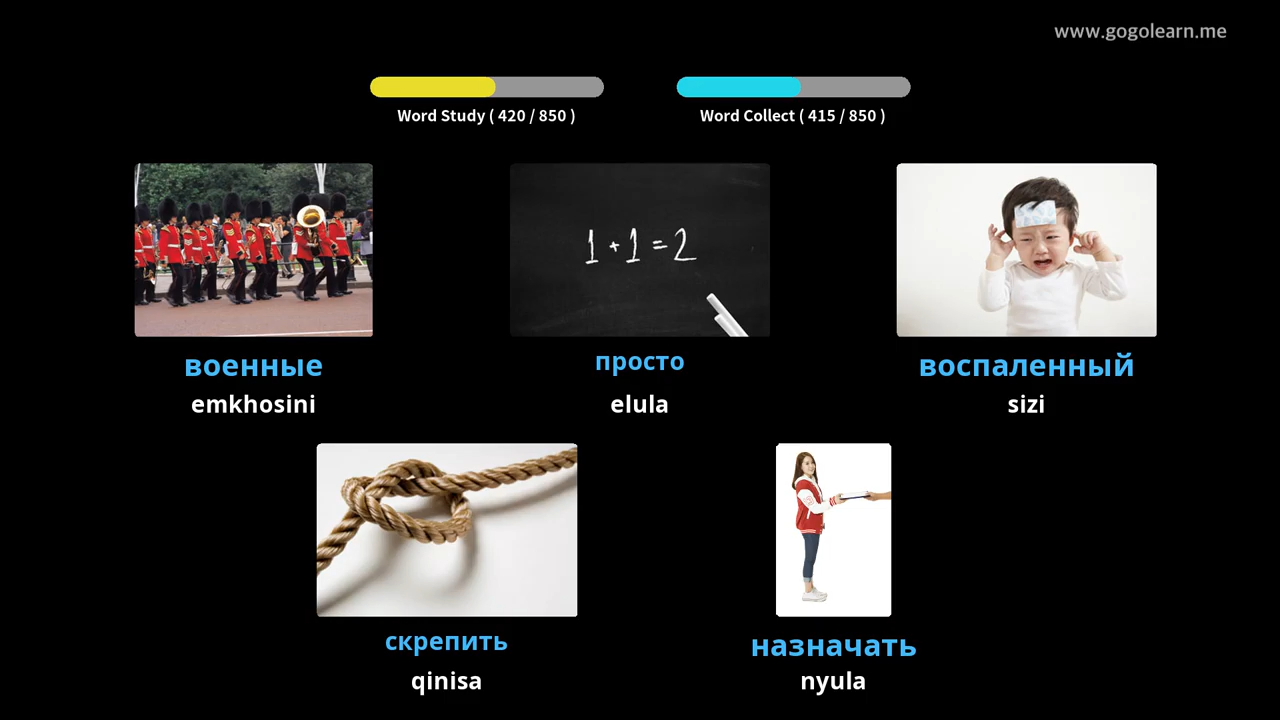 www.gogolearn.me
Word Study ( 420 / 850 )
Word Collect ( 415 / 850 )
1 + 1 = 2
военные
emkhosini
просто
elula
воспаленный
sizi
скрепить
qinisa
назначать
nyula